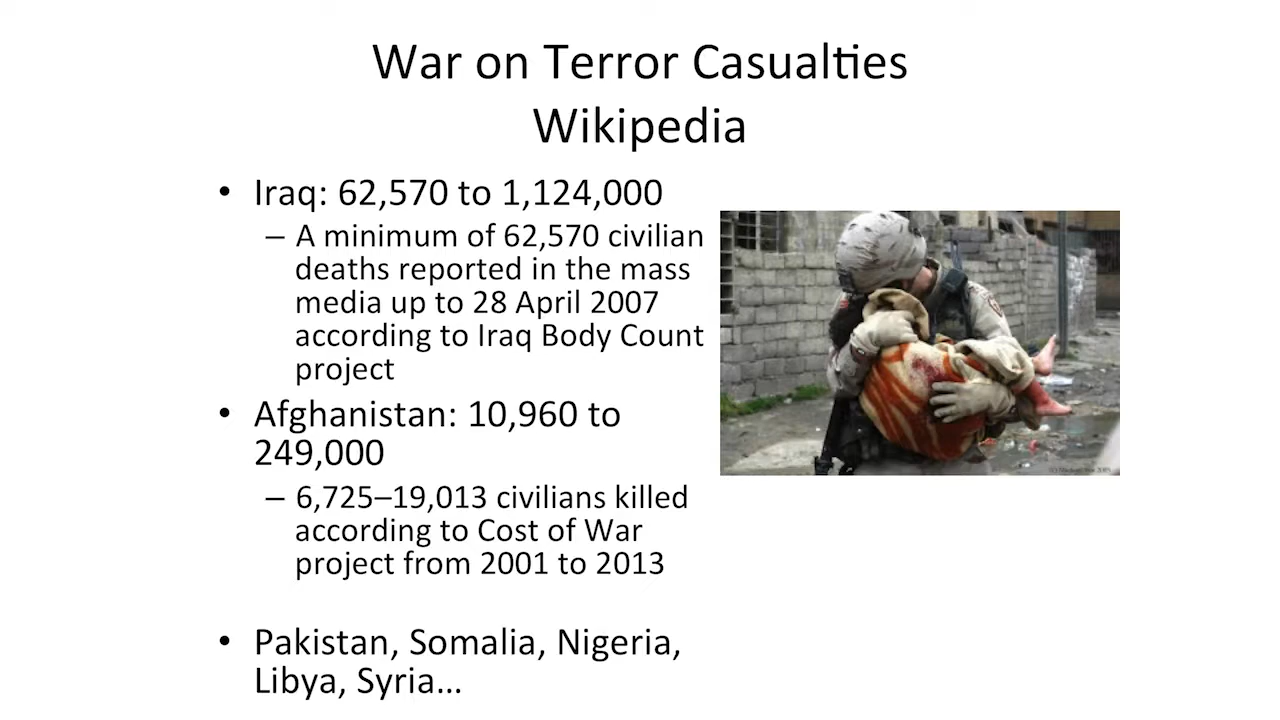 War on Terror Casualties
Wikipedia
• Iraq: 62,570 to 1,124,000
– A minimum of 62,570 civilian
deaths reported in the mass
media up to 28 April 2007
according to Iraq Body Count
project
• Afghanistan: 10,960 to
249,000
– 6,725–19,013 civilians killed
according to Cost of War
project from 2001 to 2013
• Pakistan, Somalia, Nigeria,
Libya, Syria…